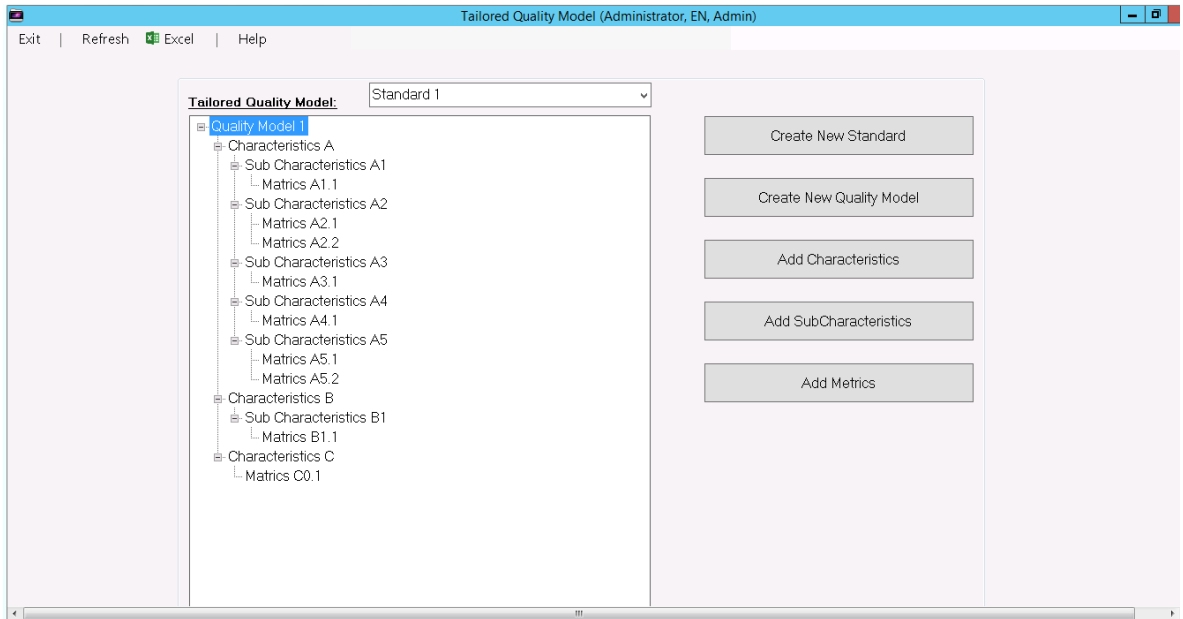 Tailored Quality Model (Administrator, EN, Admin)
Exit | Refresh Excel | Help
Tailored Quality Model: Standard 1
Quality Model 1
Characteristics A
Sub Characteristics A1
Matrics A1.1
Sub Characteristics A2
Matrics A2.1
Matrics A2.2
Sub Characteristics A3
Matrics A3.1
Sub Characteristics A4
Matrics A4.1
Sub Characteristics A5
Matrics A5.1
Matrics A5.2
Characteristics B
Sub Characteristics B1
Matrics B1.1
Characteristics C
Matrics C0.1
Create New Standard
Create New Quality Model
Add Characteristics
Add SubCharacteristics
Add Metrics